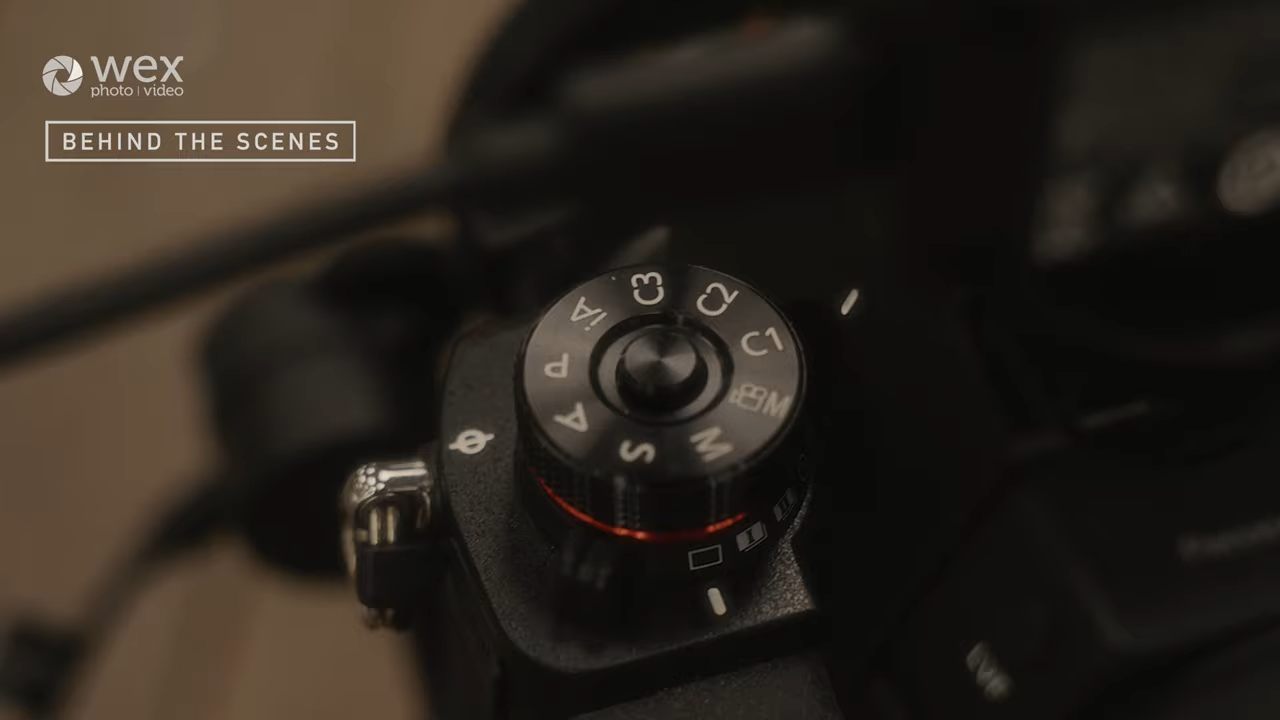 wex
photo | video
BEHIND THE SCENES
C3
C2
iA
C1
P
M
A
S
M